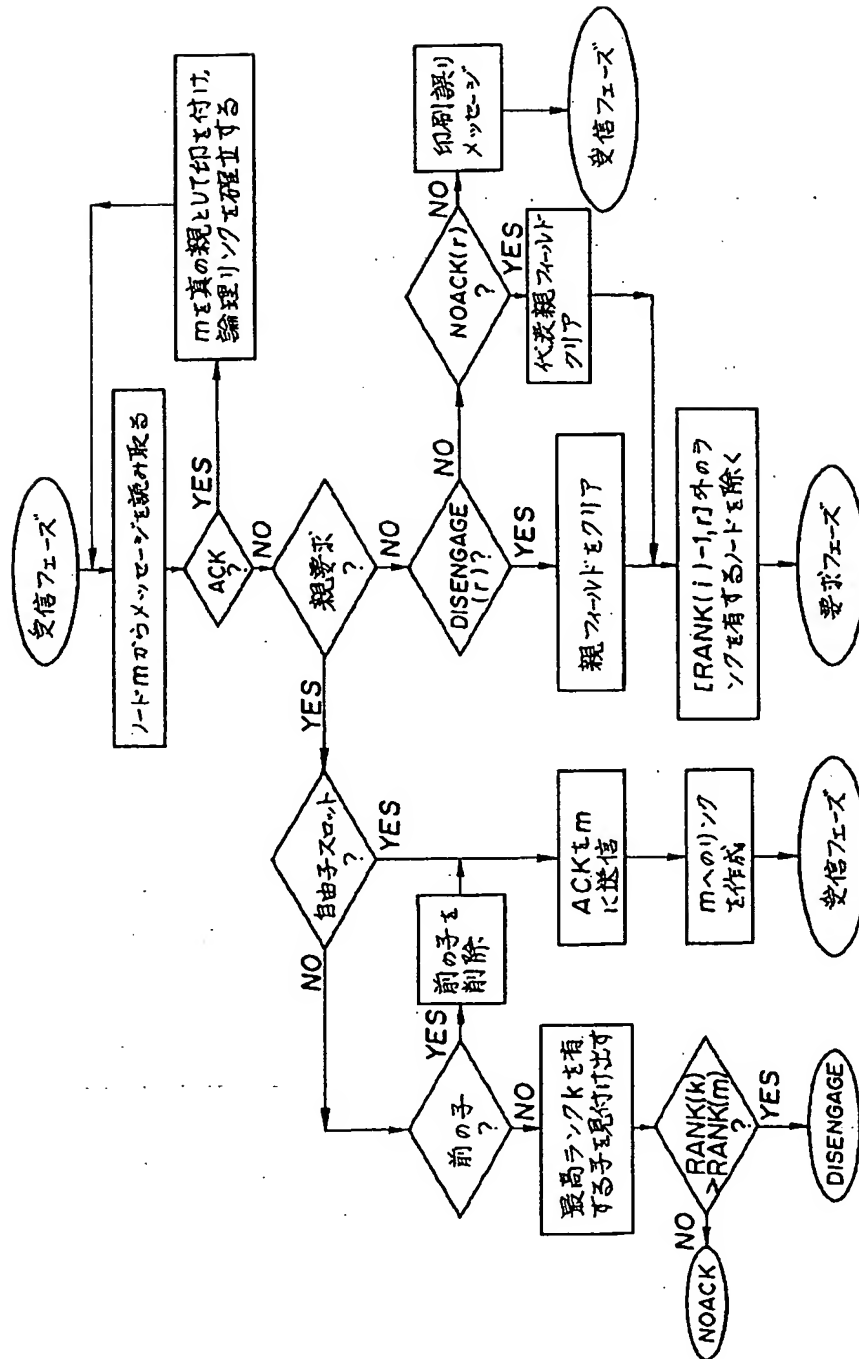 受信フェーズ
ノードmからメッセージを読み取る
ACK
?
YES
mを真の親として印を付け,
論理リンクを確立する
NO
親要求
?
YES
NO
DISENGAGE
(r)?
NO
YES
NOACK(r)
?
NO
印刷誤り
メッセージ
受信フェーズ
YES
代表親フィールド
クリア
親フィールドをクリア
[RANK(i)-1,r]外のラ
ンクを有するノードを除く
要求フェーズ
自由子スロット
?
YES
NO
ACKをm
に送信
mへのリンク
を作成
受信フェーズ
前の子
?
YES
前の子を
削除
NO
最高ランクkを有
する子を見付け出す
RANK(k)
>RANK(m)
?
YES
DISENGAGE
NO
NOACK